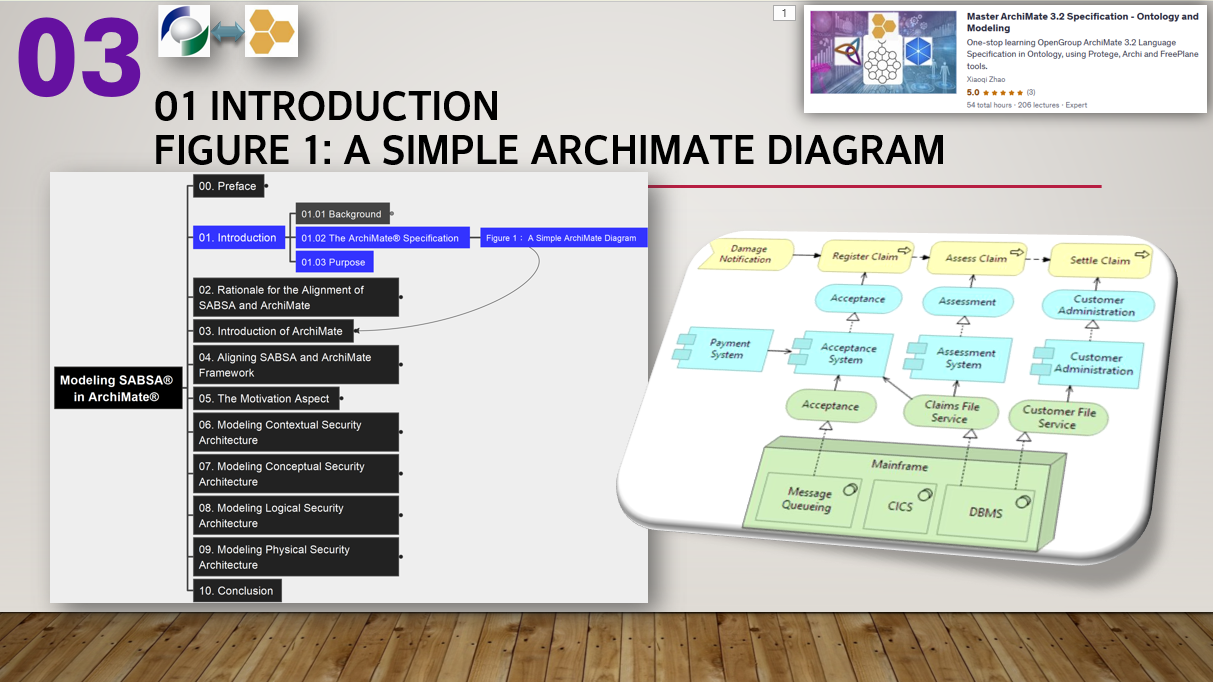 03
1
Master ArchiMate 3.2 Specification - Ontology and
Modeling
One-stop learning OpenGroup ArchiMate 3.2 Language
Specification in Ontology, using Protege, Archi and FreePlane
tools.
Xiaoqi Zhao
5.0 ★★★★★ (3)
54 total hours · 206 lectures · Expert
01 INTRODUCTION
FIGURE 1: A SIMPLE ARCHIMATE DIAGRAM
Modeling SABSA®
in ArchiMate®
00. Preface
01. Introduction
01.01 Background
01.02 The ArchiMate® Specification
Figure 1： A Simple ArchiMate Diagram
01.03 Purpose
02. Rationale for the Alignment of
SABSA and ArchiMate
03. Introduction of ArchiMate
04. Aligning SABSA and ArchiMate
Framework
05. The Motivation Aspect
06. Modeling Contextual Security
Architecture
07. Modeling Conceptual Security
Architecture
08. Modeling Logical Security
Architecture
09. Modeling Physical Security
Architecture
10. Conclusion
Damage
Notification
Register Claim
Assess Claim
Settle Claim
Acceptance
Assessment
Customer
Administration
Payment
System
Acceptance
System
Assessment
System
Customer
Administration
Acceptance
Claims File
Service
Customer File
Service
Mainframe
Message
Queueing
CICS
DBMS